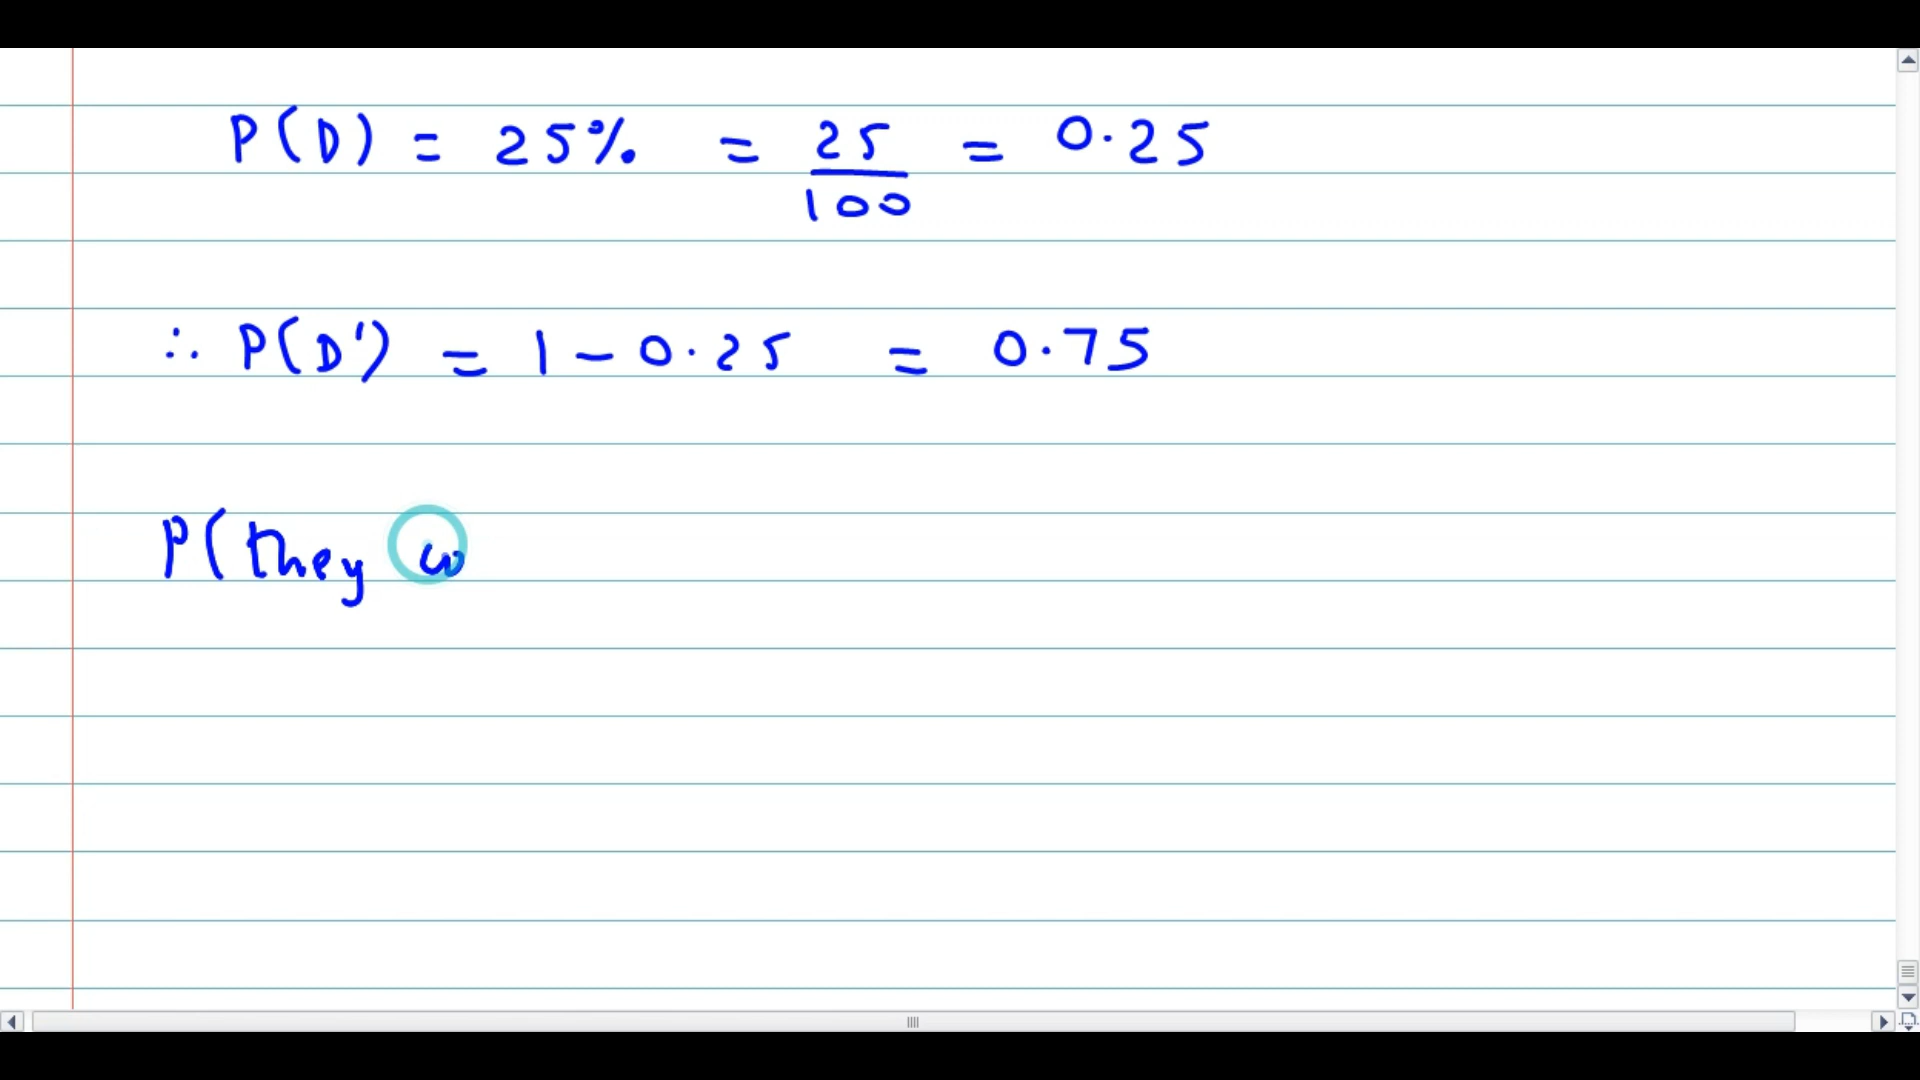 P(D) = 25% = 25/100 = 0.25
∴ P(D') = 1 - 0.25 = 0.75
P(they w